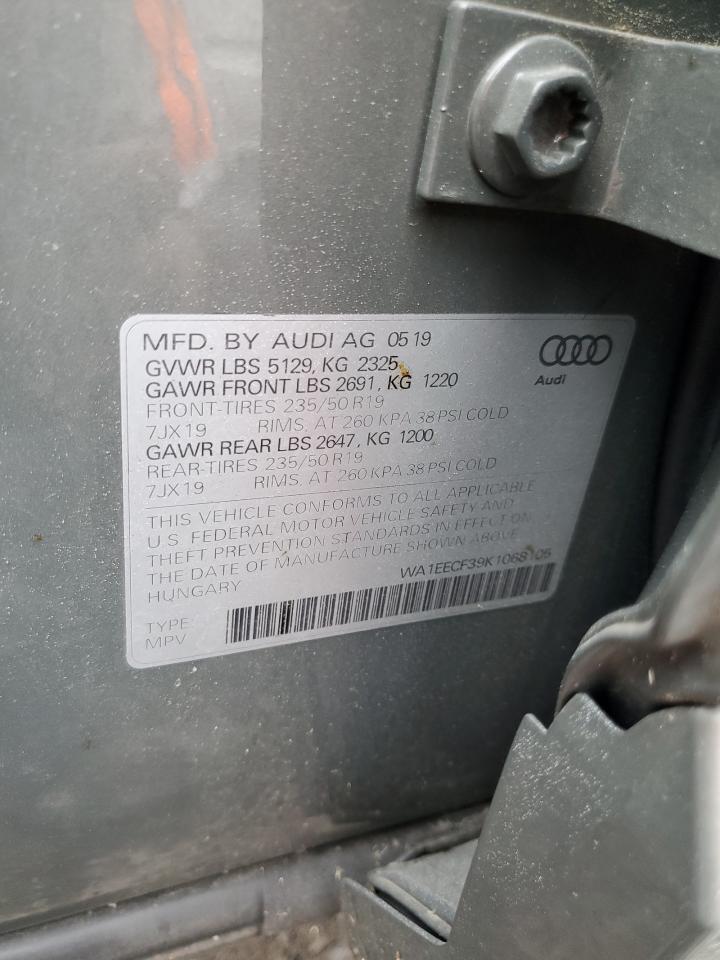 MFD. BY AUDI AG 05 19
GVWR LBS 5129, KG 2325
GAWR FRONT LBS 2691, KG 1220
FRONT-TIRES 235/50 R19
7JX19 RIMS, AT 260 KPA 38 PSI COLD
GAWR REAR LBS 2647, KG 1200
REAR-TIRES 235/50 R19
7JX19 RIMS, AT 260 KPA 38 PSI COLD
THIS VEHICLE CONFORMS TO ALL APPLICABLE
U.S. FEDERAL MOTOR VEHICLE SAFETY AND
THEFT PREVENTION STANDARDS IN EFFECT ON
THE DATE OF MANUFACTURE SHOWN ABOVE.
HUNGARY
WA1EECF39K1068105
TYPE:
MPV
Audi